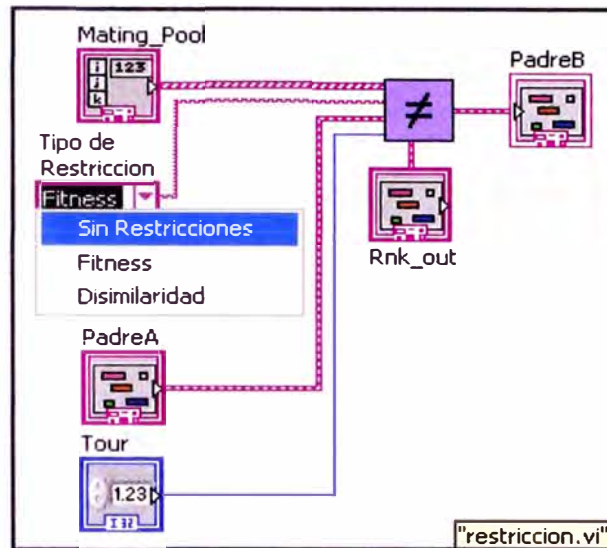 Mating_Pool
i
j
k
123
PadreB
≠
Tipo de
Restriccion
Fitness
Sin Restricciones
Fitness
Disimilaridad
Rnk_out
PadreA
Tour
1.23
I32
"restriccion.vi"